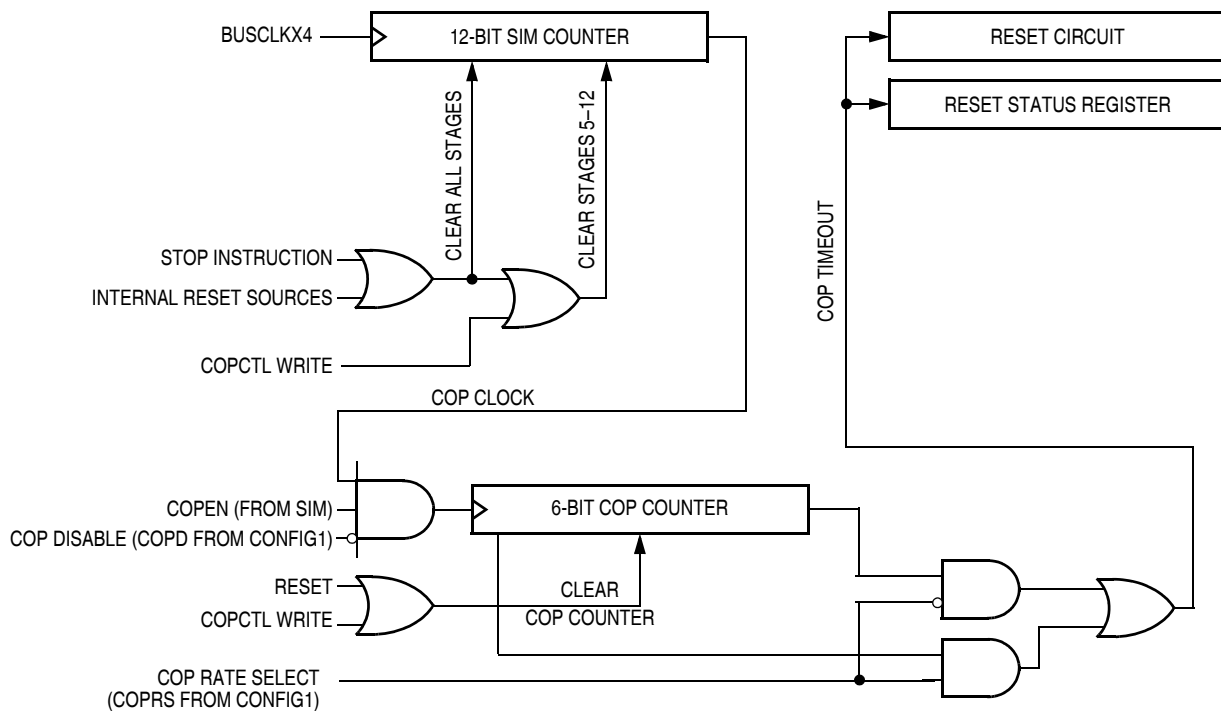 BUSCLKX4
12-BIT SIM COUNTER
RESET CIRCUIT
RESET STATUS REGISTER
CLEAR ALL STAGES
CLEAR STAGES 5–12
COP TIMEOUT
STOP INSTRUCTION
INTERNAL RESET SOURCES
COPCTL WRITE
COP CLOCK
COPEN (FROM SIM)
COP DISABLE (COPD FROM CONFIG1)
6-BIT COP COUNTER
RESET
COPCTL WRITE
CLEAR
COP COUNTER
COP RATE SELECT
(COPRS FROM CONFIG1)